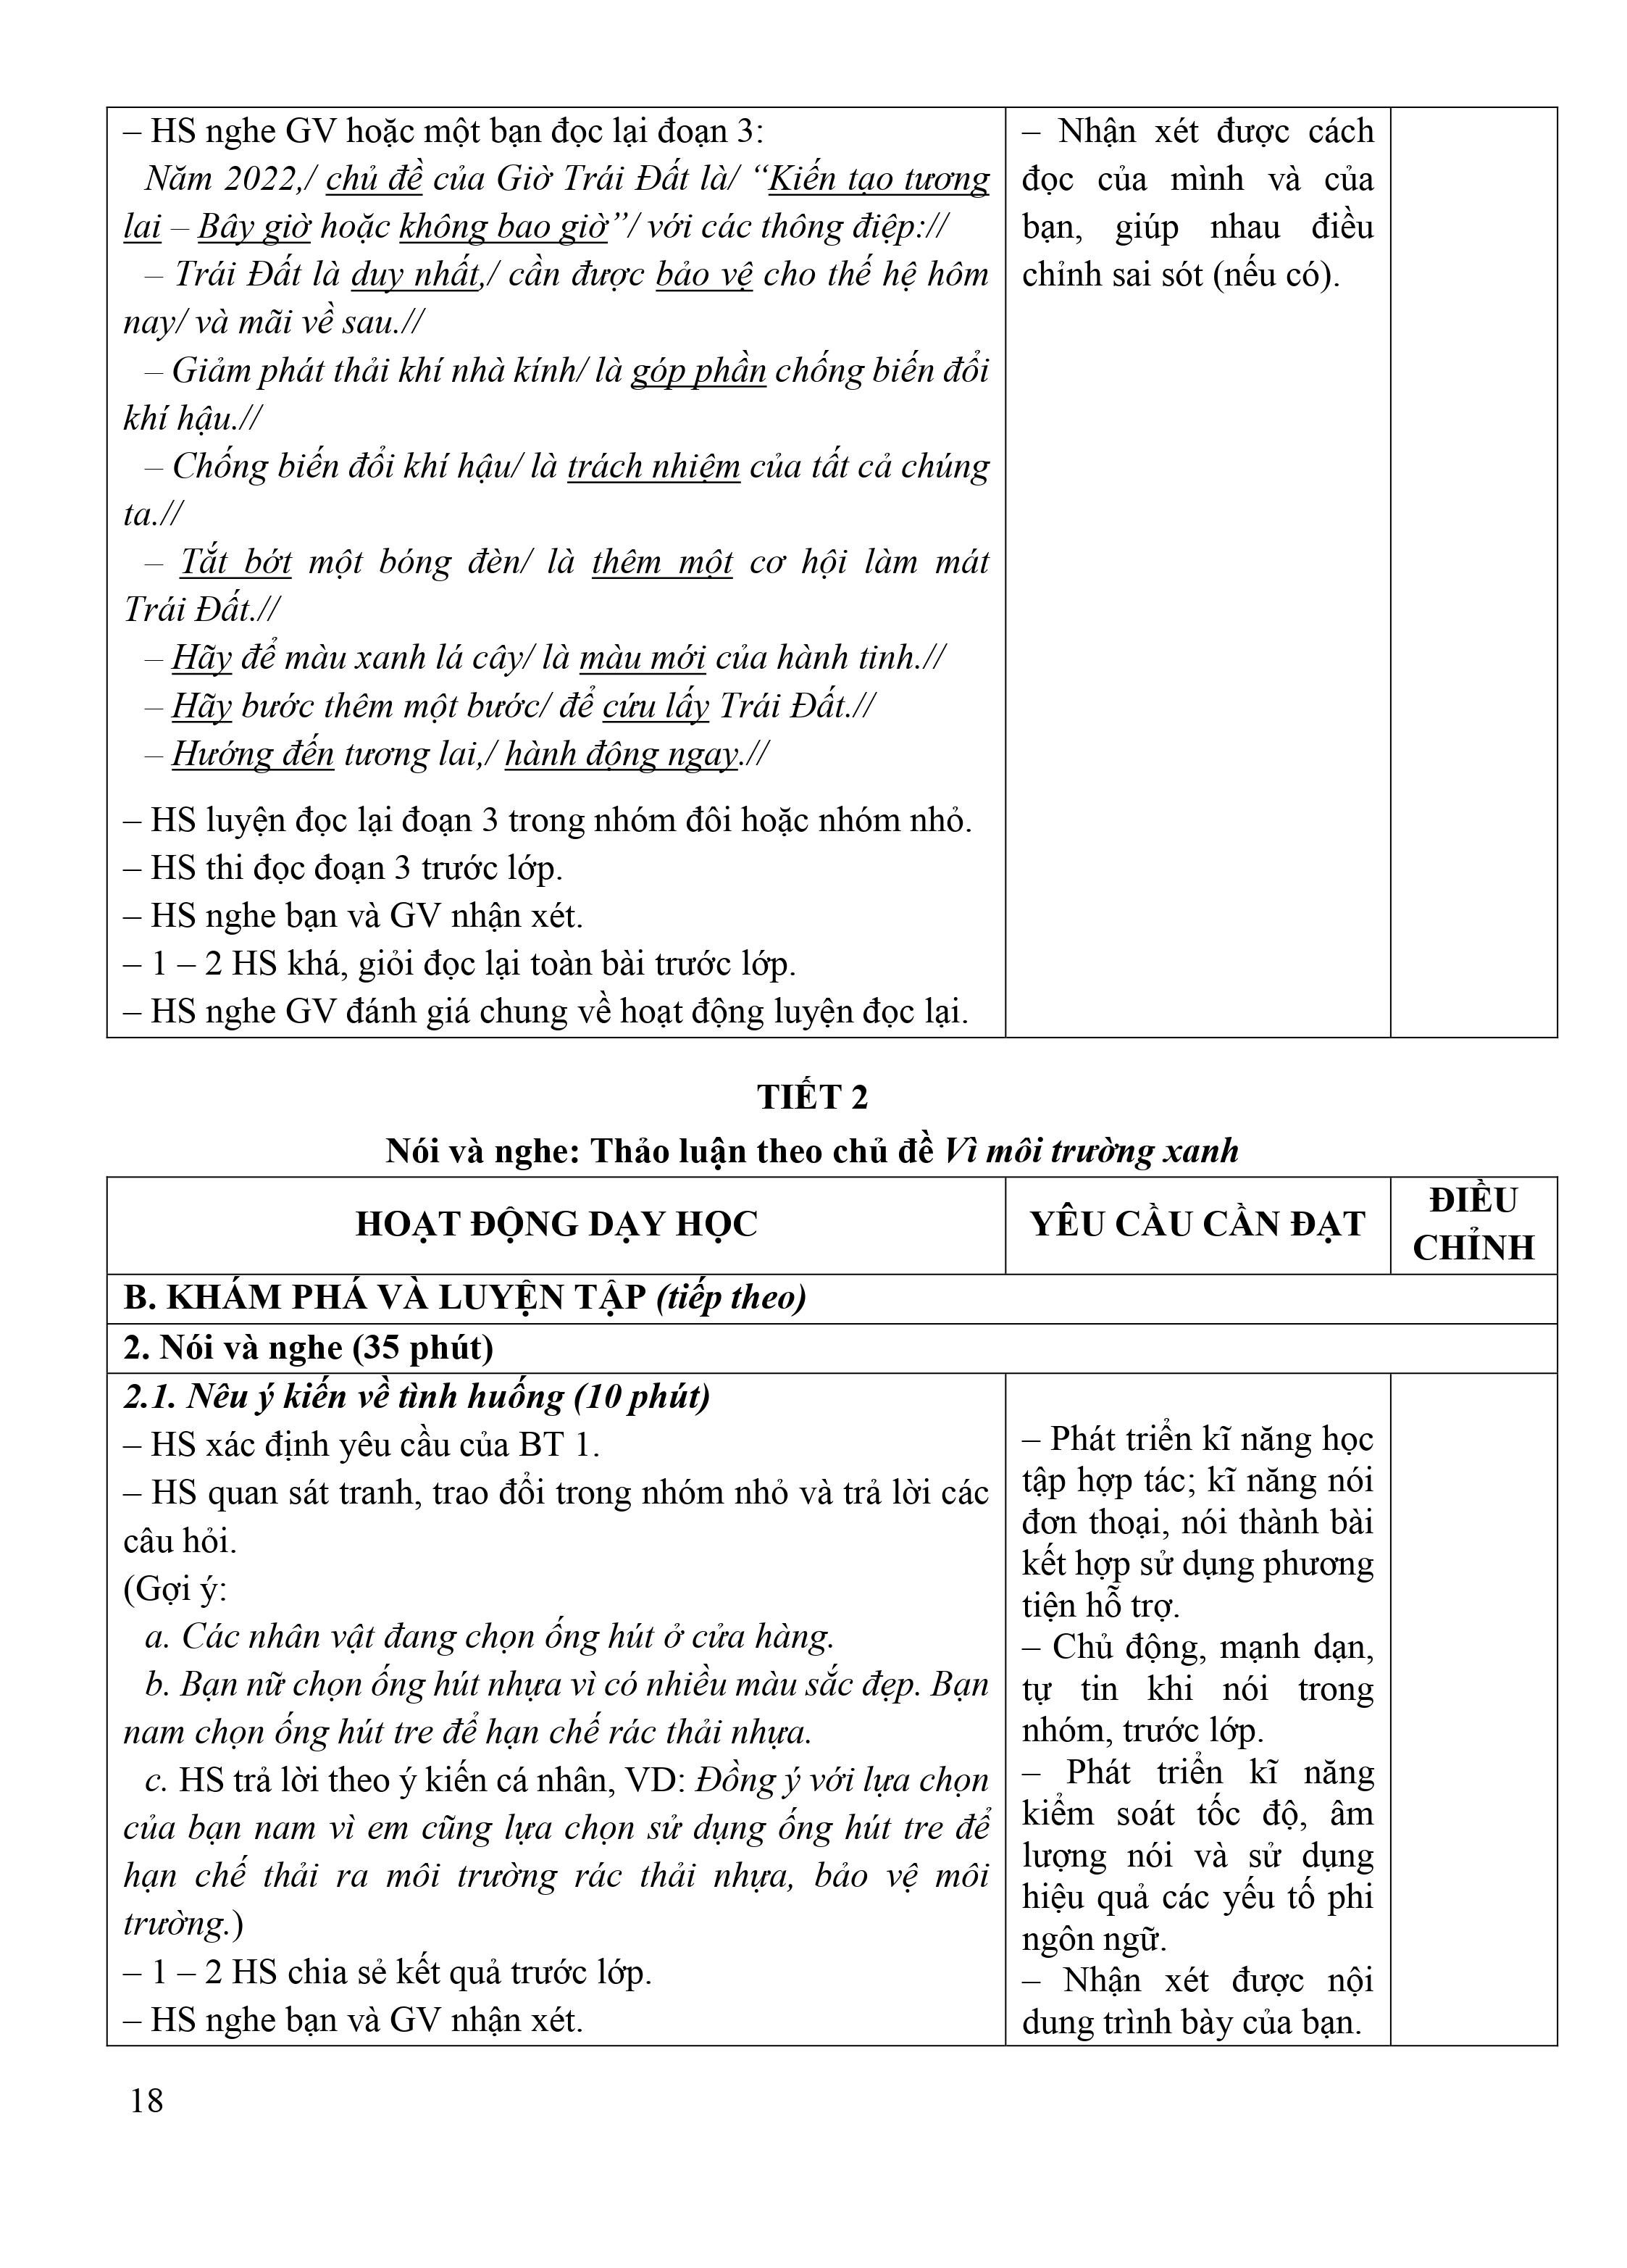 – HS nghe GV hoặc một bạn đọc lại đoạn 3:
Năm 2022,/ chủ đề của Giờ Trái Đất là/ “Kiến tạo tương
lai – Bây giờ hoặc không bao giờ”/ với các thông điệp://
– Trái Đất là duy nhất,/ cần được bảo vệ cho thế hệ hôm
nay/ và mãi về sau.//
– Giảm phát thải khí nhà kính/ là góp phần chống biến đổi
khí hậu.//
– Chống biến đổi khí hậu/ là trách nhiệm của tất cả chúng
ta.//
– Tắt bớt một bóng đèn/ là thêm một cơ hội làm mát
Trái Đất.//
– Hãy để màu xanh lá cây/ là màu mới của hành tinh.//
– Hãy bước thêm một bước/ để cứu lấy Trái Đất.//
– Hướng đến tương lai,/ hành động ngay.//
– HS luyện đọc lại đoạn 3 trong nhóm đôi hoặc nhóm nhỏ.
– HS thi đọc đoạn 3 trước lớp.
– HS nghe bạn và GV nhận xét.
– 1 – 2 HS khá, giỏi đọc lại toàn bài trước lớp.
– HS nghe GV đánh giá chung về hoạt động luyện đọc lại.
– Nhận xét được cách
đọc của mình và của
bạn, giúp nhau điều
chỉnh sai sót (nếu có).
TIẾT 2
Nói và nghe: Thảo luận theo chủ đề Vì môi trường xanh
HOẠT ĐỘNG DẠY HỌC
YÊU CẦU CẦN ĐẠT
ĐIỀU
CHỈNH
B. KHÁM PHÁ VÀ LUYỆN TẬP (tiếp theo)
2. Nói và nghe (35 phút)
2.1. Nêu ý kiến về tình huống (10 phút)
– HS xác định yêu cầu của BT 1.
– HS quan sát tranh, trao đổi trong nhóm nhỏ và trả lời các
câu hỏi.
(Gợi ý:
a. Các nhân vật đang chọn ống hút ở cửa hàng.
b. Bạn nữ chọn ống hút nhựa vì có nhiều màu sắc đẹp. Bạn
nam chọn ống hút tre để hạn chế rác thải nhựa.
c. HS trả lời theo ý kiến cá nhân, VD: Đồng ý với lựa chọn
của bạn nam vì em cũng lựa chọn sử dụng ống hút tre để
hạn chế thải ra môi trường rác thải nhựa, bảo vệ môi
trường.)
– 1 – 2 HS chia sẻ kết quả trước lớp.
– HS nghe bạn và GV nhận xét.
– Phát triển kĩ năng học
tập hợp tác; kĩ năng nói
đơn thoại, nói thành bài
kết hợp sử dụng phương
tiện hỗ trợ.
– Chủ động, mạnh dạn,
tự tin khi nói trong
nhóm, trước lớp.
– Phát triển kĩ năng
kiểm soát tốc độ, âm
lượng nói và sử dụng
hiệu quả các yếu tố phi
ngôn ngữ.
– Nhận xét được nội
dung trình bày của bạn.
18